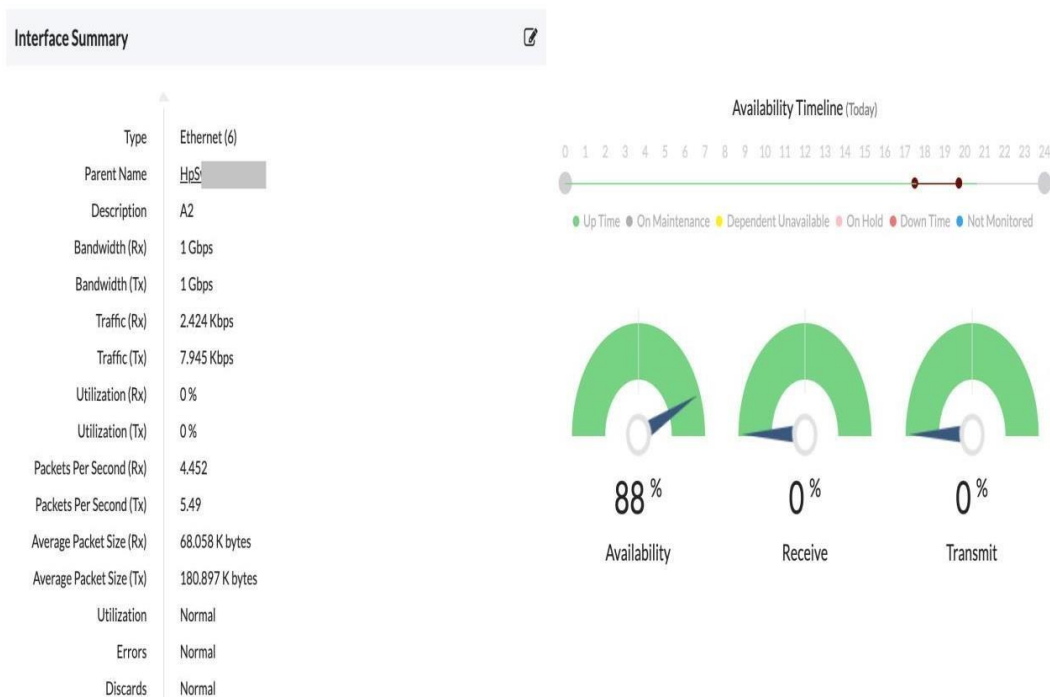 Interface Summary
Type Ethernet (6)
Parent Name
Description A2
Bandwidth (Rx) 1 Gbps
Bandwidth (Tx) 1 Gbps
Traffic (Rx) 2.424 Kbps
Traffic (Tx) 7.945 Kbps
Utilization (Rx) 0 %
Utilization (Tx) 0 %
Packets Per Second (Rx) 4.452
Packets Per Second (Tx) 5.49
Average Packet Size (Rx) 68.058 K bytes
Average Packet Size (Tx) 180.897 K bytes
Utilization Normal
Errors Normal
Discards Normal
Availability Timeline (Today)
0 1 2 3 4 5 6 7 8 9 10 11 12 13 14 15 16 17 18 19 20 21 22 23 24
Up Time On Maintenance Dependent Unavailable On Hold Down Time Not Monitored
88 % 0 % 0 %
Availability Receive Transmit